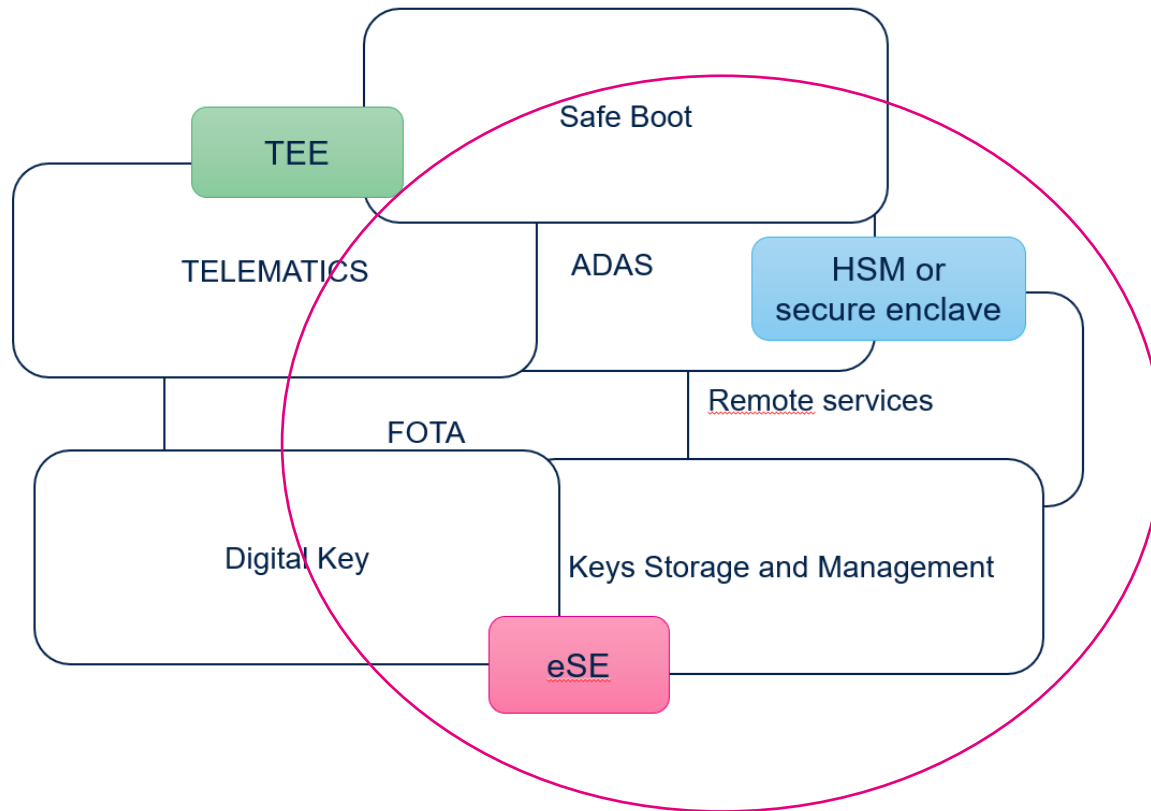 Safe Boot
TEE
TELEMATICS
ADAS
HSM or
secure enclave
Remote services
FOTA
Digital Key
Keys Storage and Management
eSE